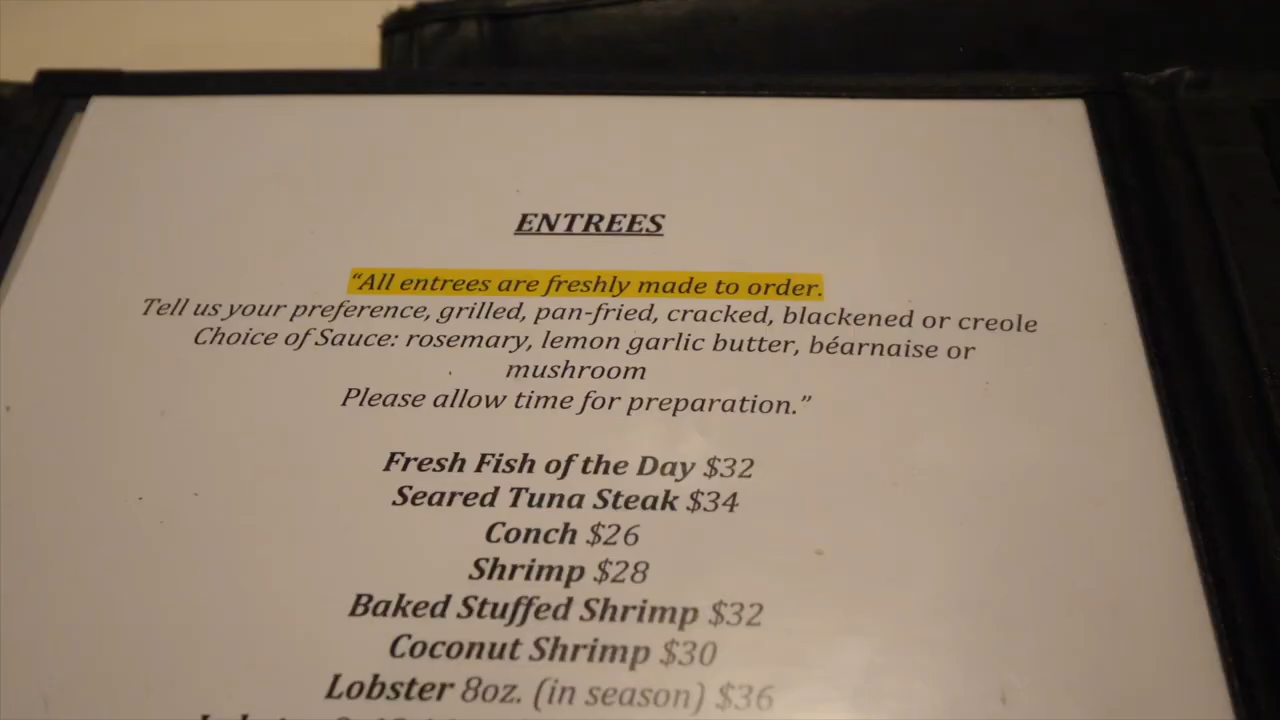 ENTREES
“All entrees are freshly made to order.
Tell us your preference, grilled, pan-fried, cracked, blackened or creole
Choice of Sauce: rosemary, lemon garlic butter, béarnaise or
mushroom
Please allow time for preparation.”
Fresh Fish of the Day $32
Seared Tuna Steak $34
Conch $26
Shrimp $28
Baked Stuffed Shrimp $32
Coconut Shrimp $30
Lobster 8oz. (in season) $36